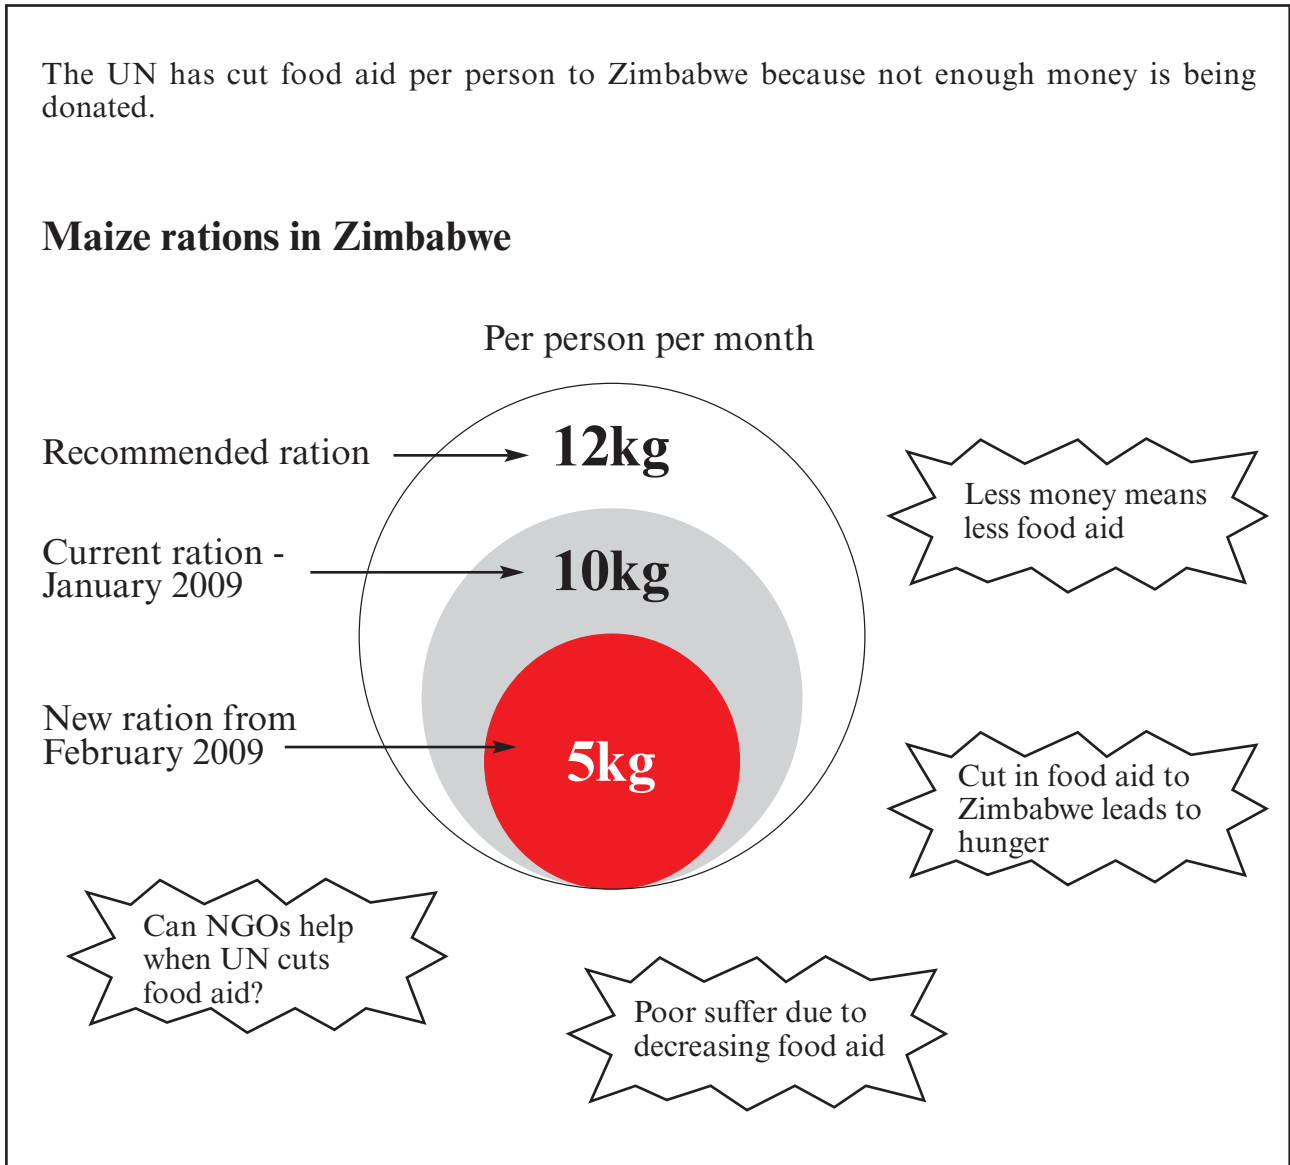 The UN has cut food aid per person to Zimbabwe because not enough money is being
donated.
Maize rations in Zimbabwe
Per person per month
Recommended ration
12kg
Current ration -
January 2009
10kg
New ration from
February 2009
5kg
Less money means
less food aid
Cut in food aid to
Zimbabwe leads to
hunger
Can NGOs help
when UN cuts
food aid?
Poor suffer due to
decreasing food aid